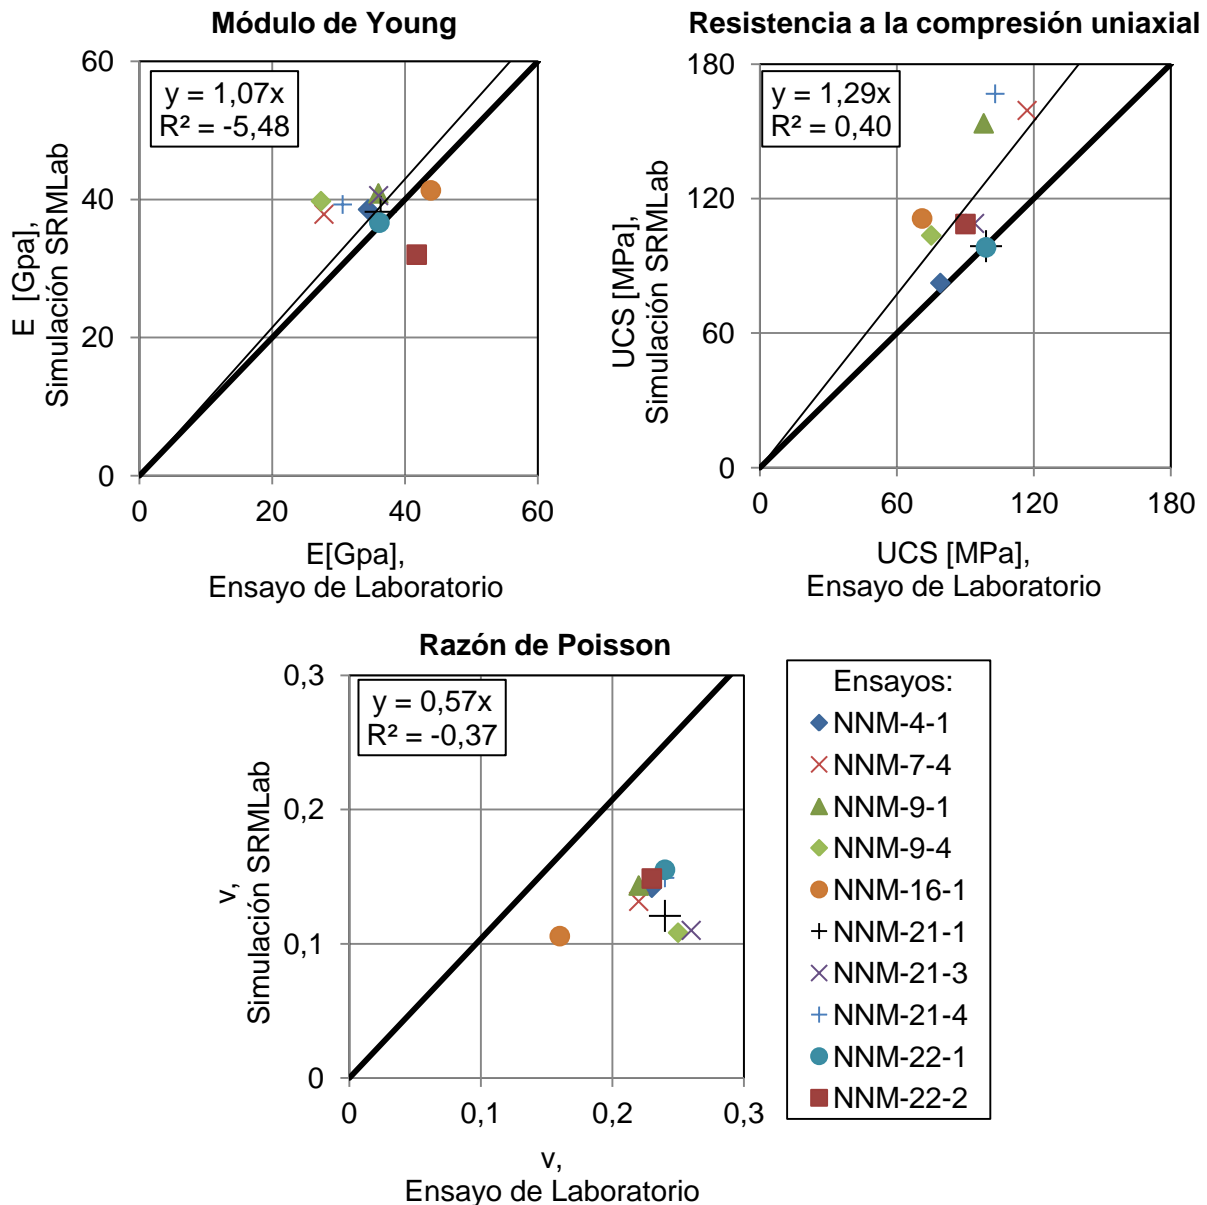 Módulo de Young
60
40
20
0
y = 1,07x
R² = -5,48
E [Gpa],
Simulación SRMLab
0 20 40 60
E[Gpa],
Ensayo de Laboratorio
Resistencia a la compresión uniaxial
180
120
60
0
y = 1,29x
R² = 0,40
UCS [MPa],
Simulación SRMLab
0 60 120 180
UCS [MPa],
Ensayo de Laboratorio
Razón de Poisson
0,3
0,2
0,1
0
y = 0,57x
R² = -0,37
v,
Simulación SRMLab
0 0,1 0,2 0,3
v,
Ensayo de Laboratorio
Ensayos:
NNM-4-1
NNM-7-4
NNM-9-1
NNM-9-4
NNM-16-1
NNM-21-1
NNM-21-3
NNM-21-4
NNM-22-1
NNM-22-2